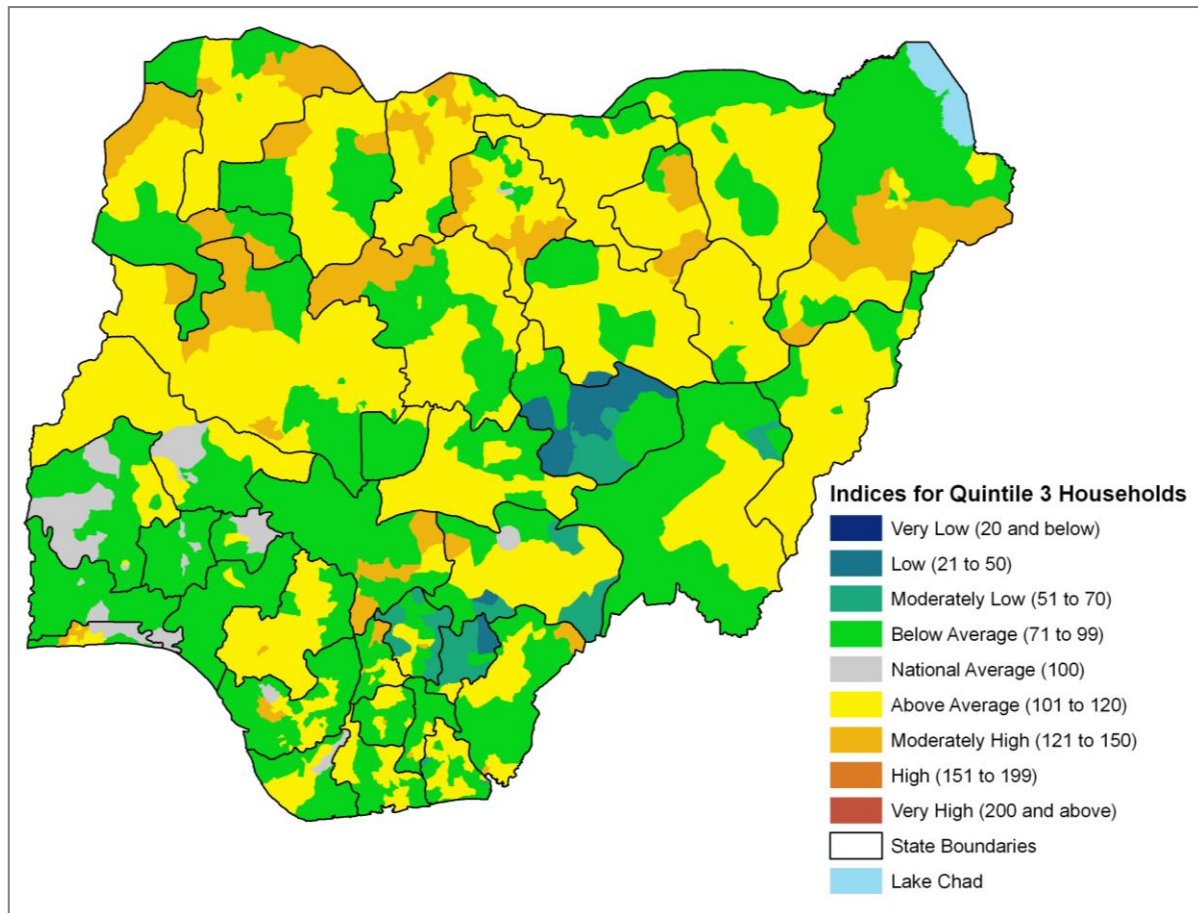 Indices for Quintile 3 Households
Very Low (20 and below)
Low (21 to 50)
Moderately Low (51 to 70)
Below Average (71 to 99)
National Average (100)
Above Average (101 to 120)
Moderately High (121 to 150)
High (151 to 199)
Very High (200 and above)
State Boundaries
Lake Chad